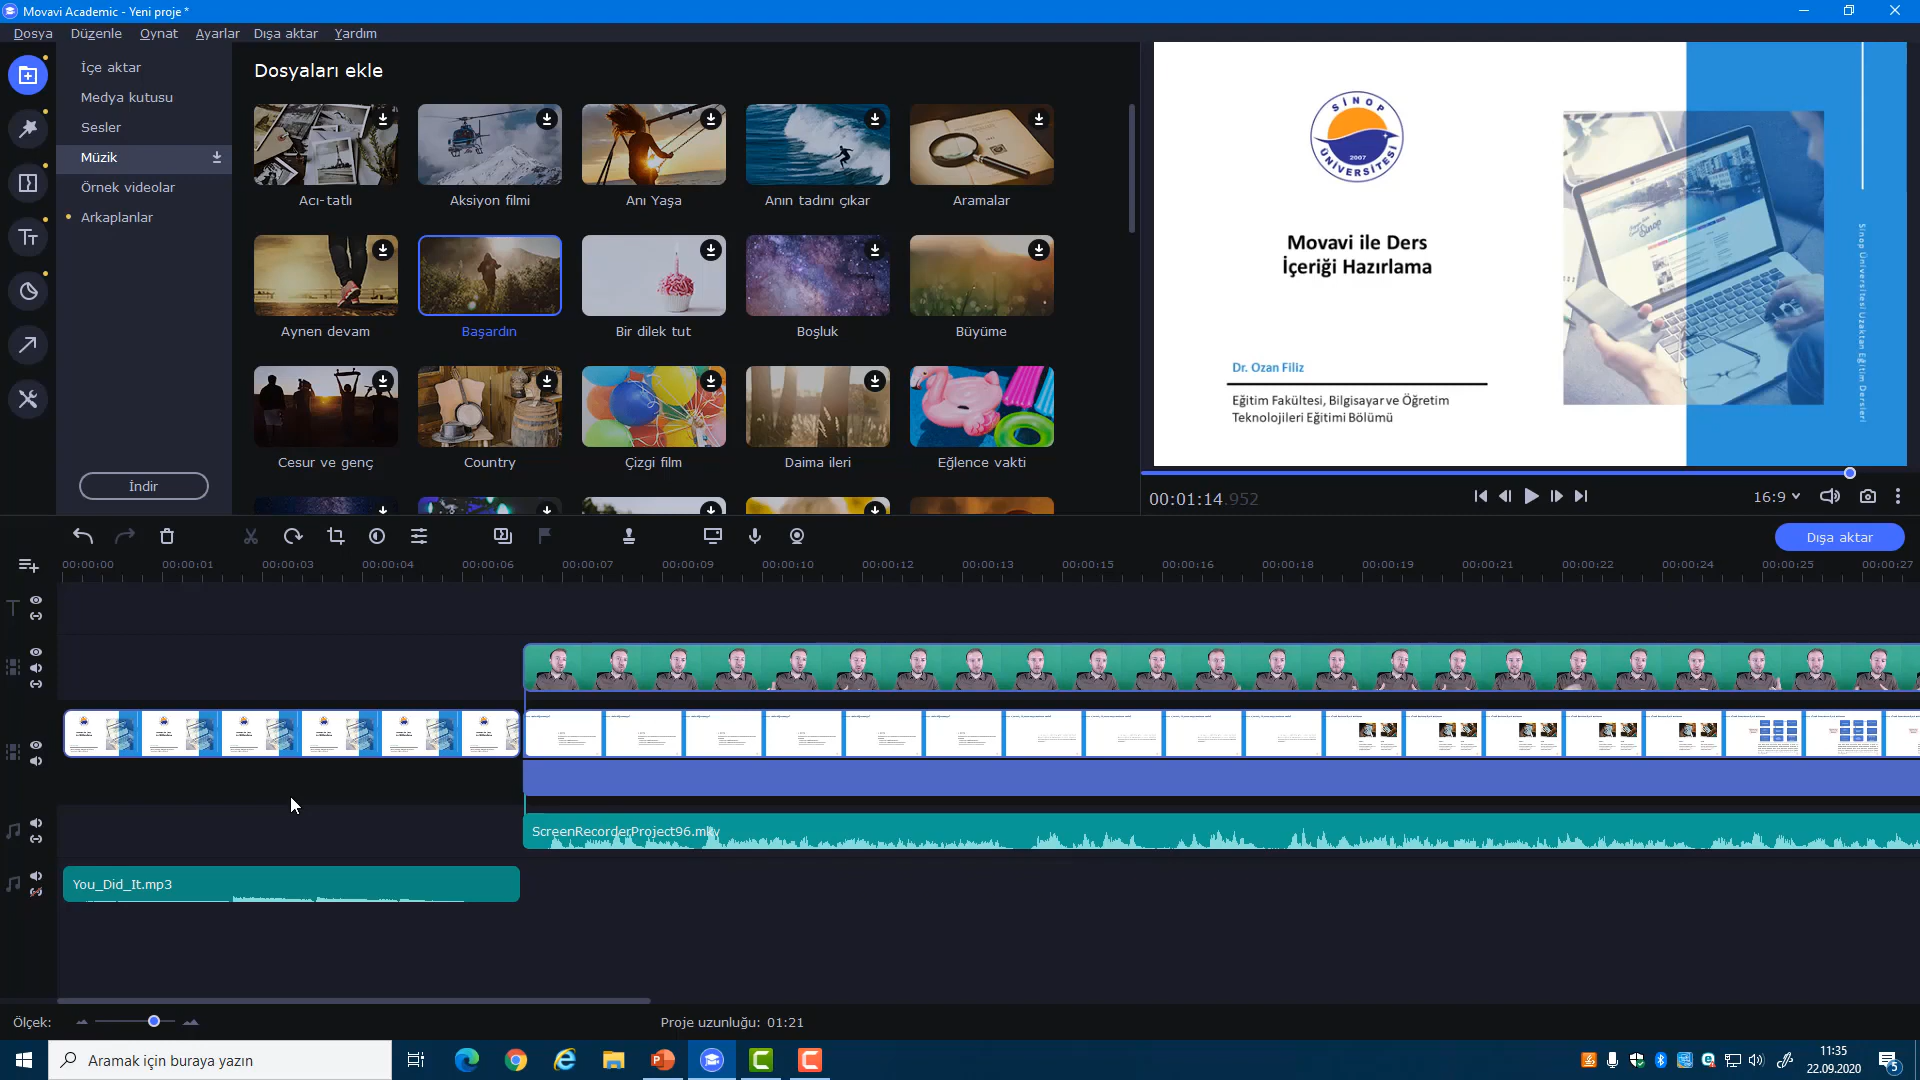 Movavi Academic - Yeni proje *
Dosya Düzenle Oynat Ayarlar Dışa aktar Yardım
İçe aktar
Medya kutusu
Sesler
Müzik
Örnek videolar
Arkaplanlar
İndir
Dosyaları ekle
Acı-tatlı Aksiyon filmi Anı Yaşa Anın tadını çıkar Aramalar
Aynen devam Başardın Bir dilek tut Boşluk Büyüme
Cesur ve genç Country Çizgi film Daima ileri Eğlence vakti
SİNOP
ÜNİVERSİTESİ
2007
Movavi ile Ders
İçeriği Hazırlama
Dr. Ozan Filiz
Eğitim Fakültesi, Bilgisayar ve Öğretim
Teknolojileri Eğitimi Bölümü
Sinop Üniversitesi Uzaktan Eğitim Dersleri
00:01:14.952
16:9
Dışa aktar
00:00:00 00:00:01 00:00:03 00:00:04 00:00:06 00:00:07 00:00:09 00:00:10 00:00:12 00:00:13 00:00:15 00:00:16 00:00:18 00:00:19 00:00:21 00:00:22 00:00:24 00:00:25 00:00:27
ScreenRecorderProject96.mkv
You_Did_It.mp3
Ölçek:
Proje uzunluğu: 01:21
Aramak için buraya yazın
11:35
22.09.2020
5